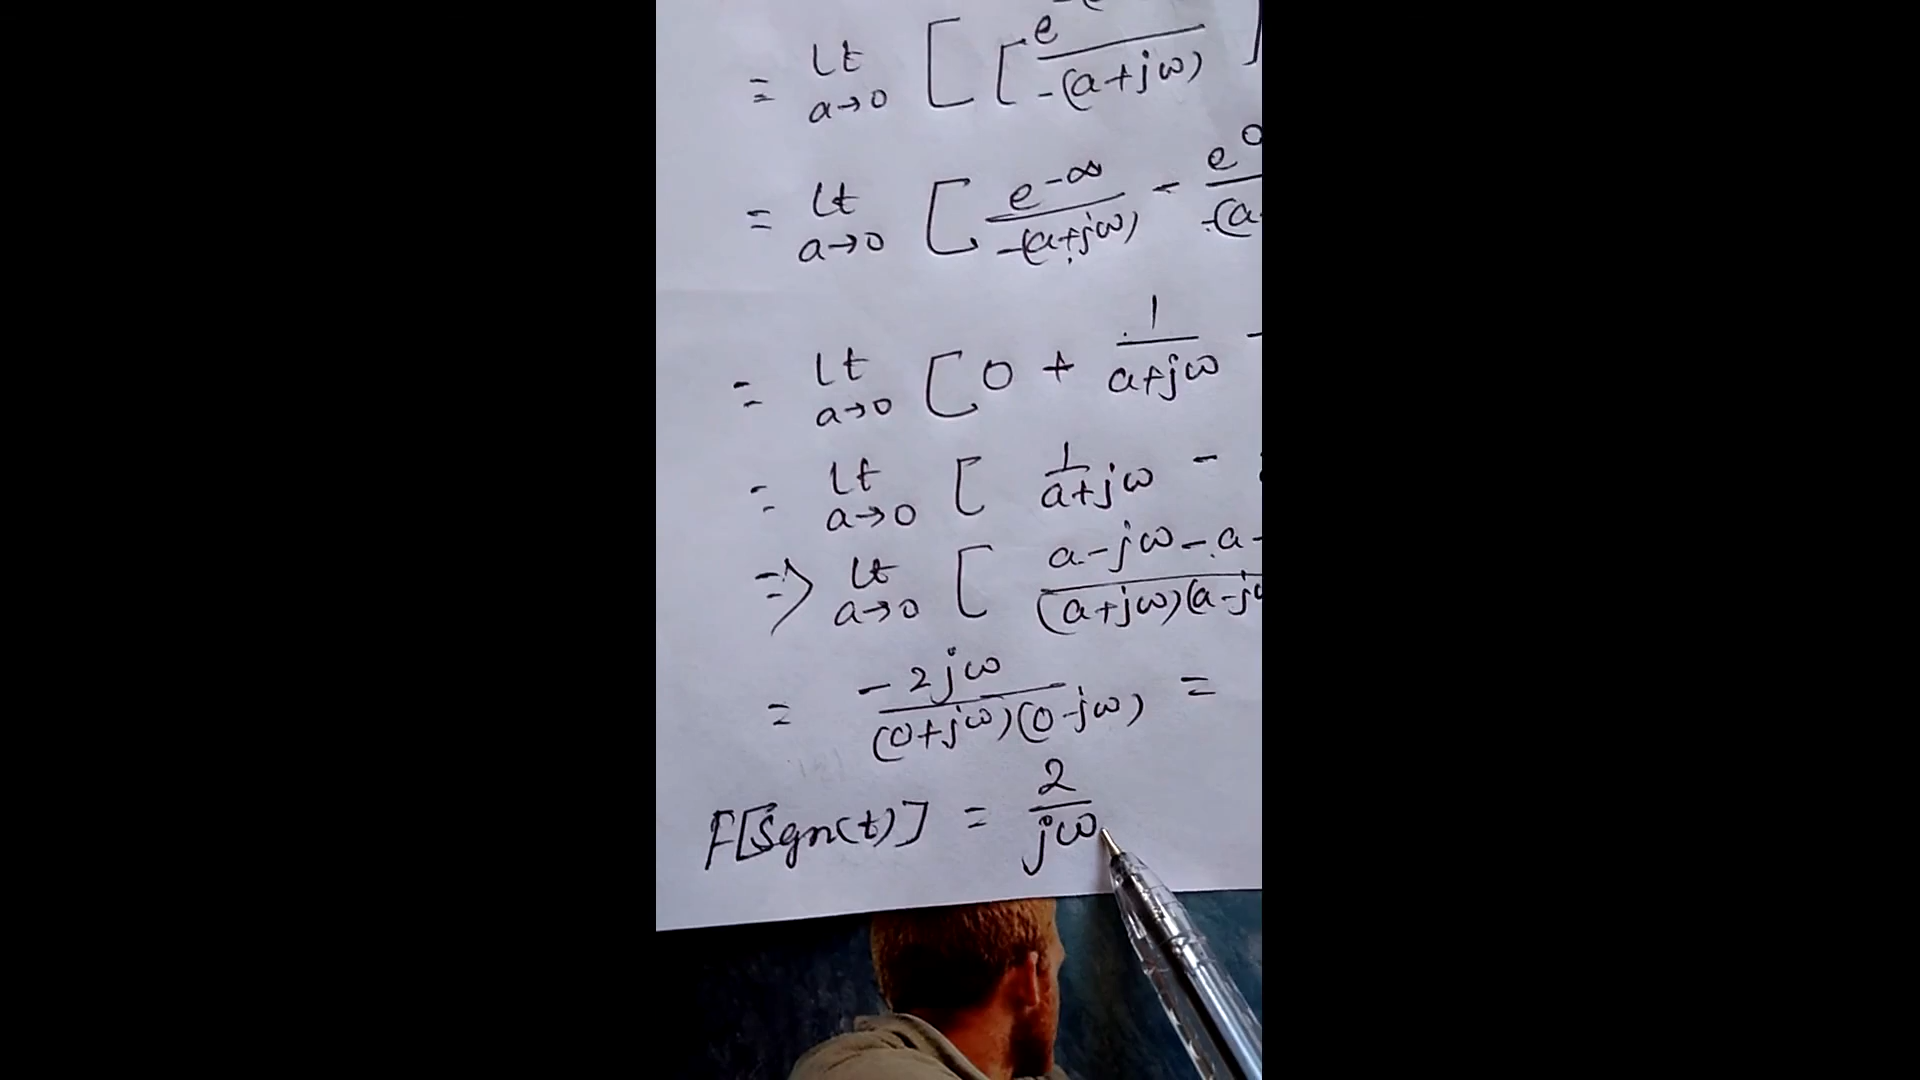 = lt a→0 [ [ e / -(a+jω) ]
= lt a→0 [ e^-∞ / -(a+jω) - e^0 / -(a
= lt a→0 [ 0 + 1 / a+jω -
= lt a→0 [ 1 / a+jω -
=> lt a→0 [ a-jω-a- / (a+jω)(a-jω
= -2jω / (0+jω)(0-jω) =
F[Sgn(t)] = 2 / jω